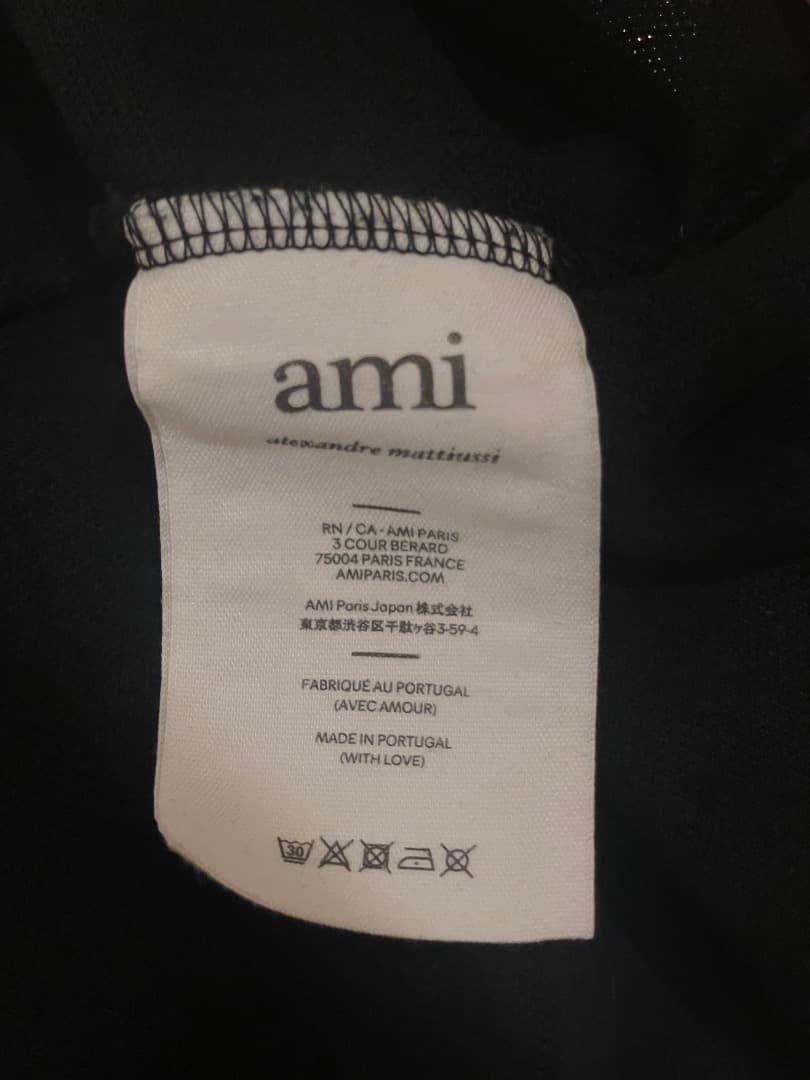 ami
alexandre mattiussi
RN / CA - AMI PARIS
3 COUR BÉRARD
75004 PARIS FRANCE
AMIPARIS.COM
AMI Paris Japan 株式会社
東京都渋谷区千駄ヶ谷3-59-4
FABRIQUÉ AU PORTUGAL
(AVEC AMOUR)
MADE IN PORTUGAL
(WITH LOVE)
30